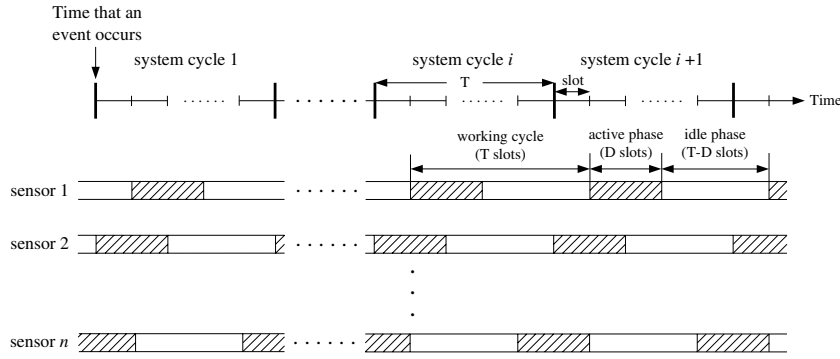 Time that an
event occurs
system cycle 1
system cycle i
system cycle i+1
T
slot
Time
working cycle
(T slots)
active phase
(D slots)
idle phase
(T-D slots)
sensor 1
sensor 2
sensor n